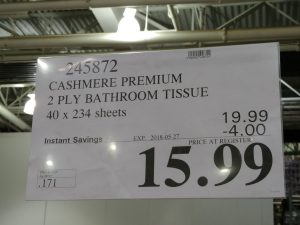 245872
CASHMERE PREMIUM
2 PLY BATHROOM TISSUE
40 x 234 sheets
19.99
Instant Savings EXP. 2018-05-27 -4.00
PRICE AT REGISTER
15.99
.171